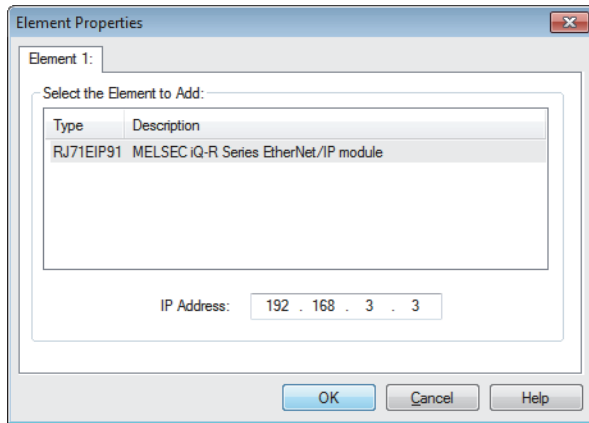 Element Properties
Element 1:
Select the Element to Add:
Type Description
RJ71EIP91 MELSEC iQ-R Series EtherNet/IP module
IP Address: 192 . 168 . 3 . 3
OK Cancel Help